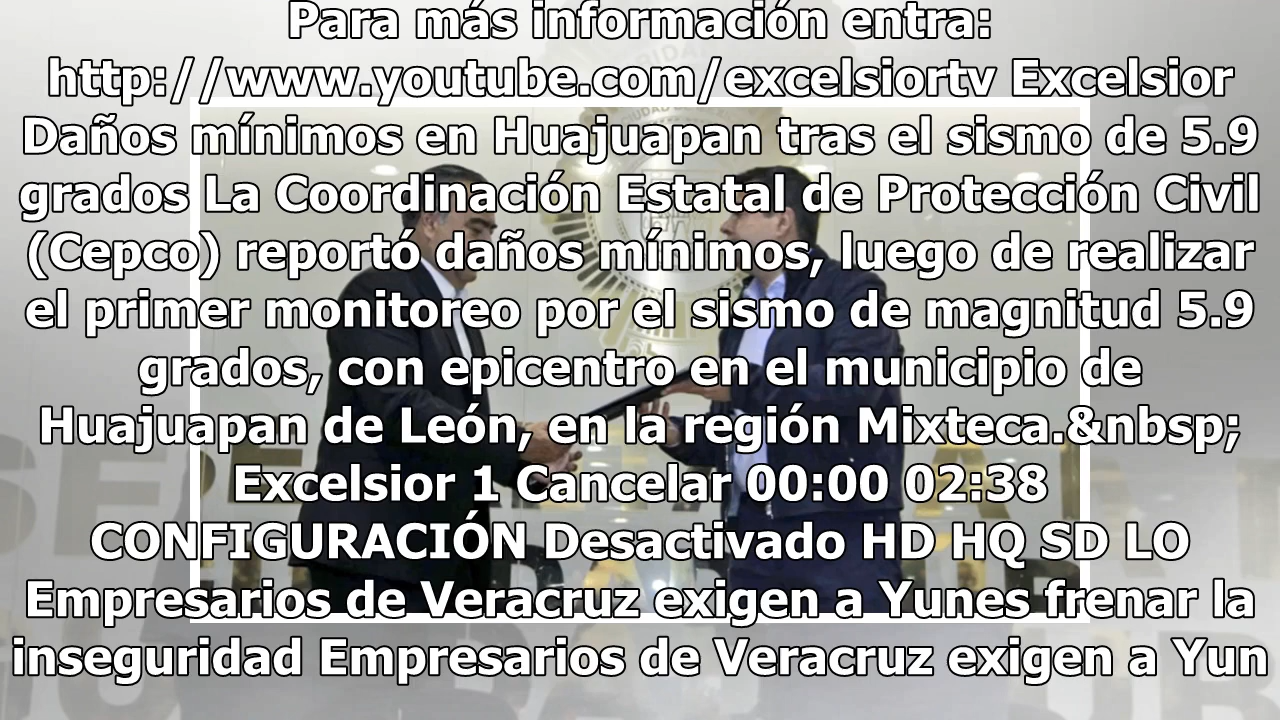 Para más información entra:
http://www.youtube.com/excelsiortv Excelsior
Daños mínimos en Huajuapan tras el sismo de 5.9
grados La Coordinación Estatal de Protección Civil
(Cepco) reportó daños mínimos, luego de realizar
el primer monitoreo por el sismo de magnitud 5.9
grados, con epicentro en el municipio de
Huajuapan de León, en la región Mixteca.&nbsp;
Excelsior 1 Cancelar 00:00 02:38
CONFIGURACIÓN Desactivado HD HQ SD LO
Empresarios de Veracruz exigen a Yunes frenar la
inseguridad Empresarios de Veracruz exigen a Yun